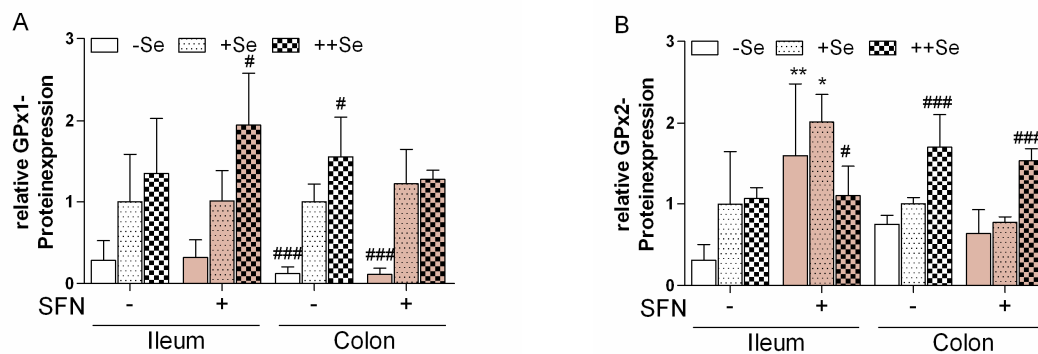 A
relative GPx1-
Proteinexpression
3
2
1
0
-Se +Se ++Se
#
#
### ###
SFN - + - +
Ileum Colon
B
relative GPx2-
Proteinexpression
3
2
1
0
-Se +Se ++Se
** *
#
###
###
SFN - + - +
Ileum Colon